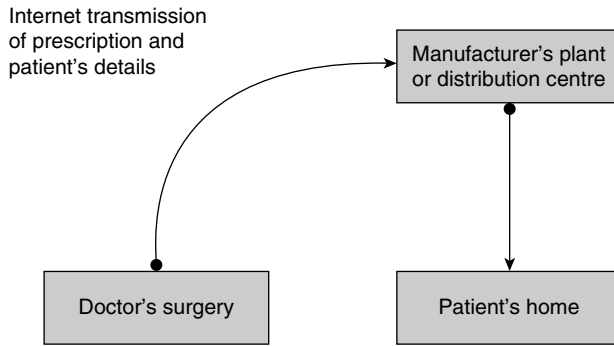 Internet transmission
of prescription and
patient's details
Manufacturer's plant
or distribution centre
Doctor's surgery
Patient's home